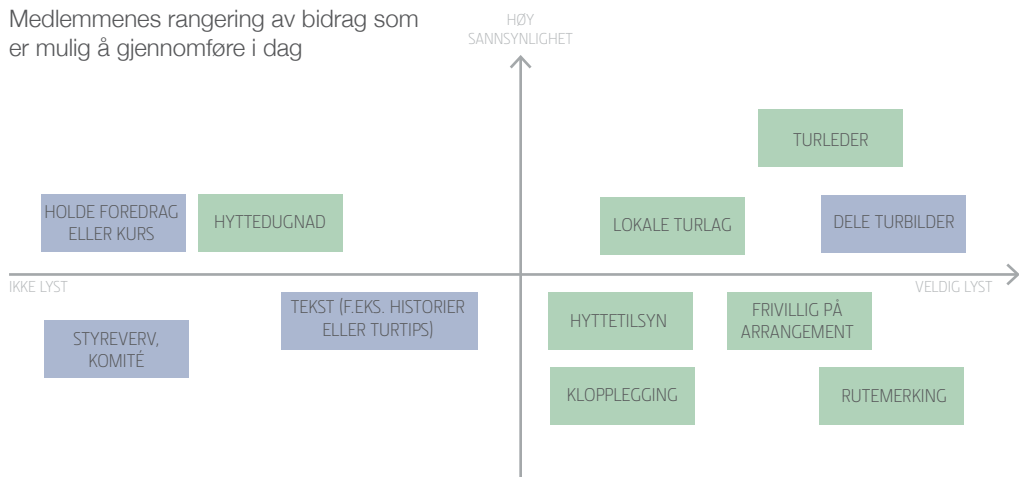 Medlemmenes rangering av bidrag som
er mulig å gjennomføre i dag
HØY
SANNSYNLIGHET
TURLEDER
HOLDE FOREDRAG
ELLER KURS
HYTTEDUGNAD
LOKALE TURLAG
DELE TURBILDER
IKKE LYST
VELDIG LYST
TEKST (F.EKS. HISTORIER
ELLER TURTIPS)
HYTTETILSYN
FRIVILLIG PÅ
ARRANGEMENT
STYREVERV,
KOMITÉ
KLOPPLEGGING
RUTEMERKING